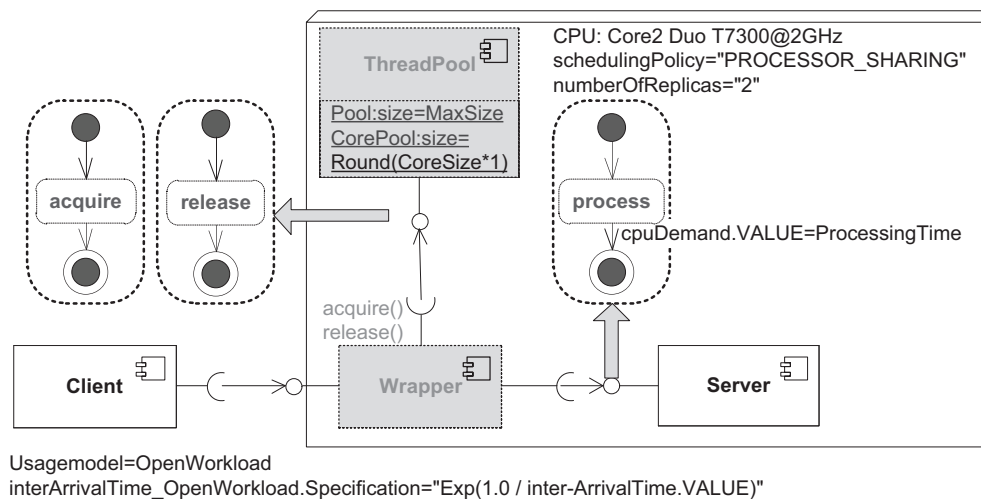 ThreadPool
Pool:size=MaxSize
CorePool:size=
Round(CoreSize*1)
CPU: Core2 Duo T7300@2GHz
schedulingPolicy="PROCESSOR_SHARING"
numberOfReplicas="2"
acquire
release
process
cpuDemand.VALUE=ProcessingTime
acquire()
release()
Client
Wrapper
Server
Usagemodel=OpenWorkload
interArrivalTime_OpenWorkload.Specification="Exp(1.0 / inter-ArrivalTime.VALUE)"